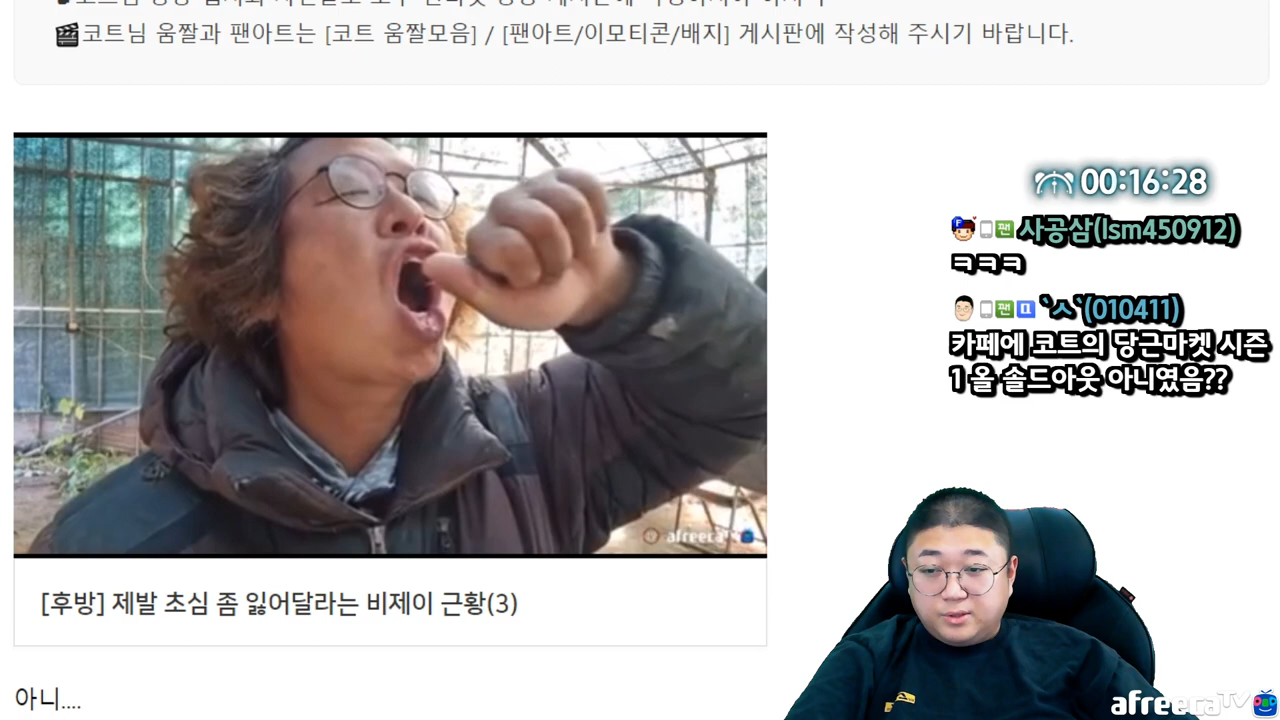 🎬코트님 움짤과 팬아트는 [코트 움짤모음] / [팬아트/이모티콘/배지] 게시판에 작성해 주시기 바랍니다.
afreeca
[후방] 제발 초심 좀 잃어달라는 비제이 근황(3)
아니....
00:16:28
팬 사공삼(lsm450912)
ㅋㅋㅋ
팬 `ㅅ`(010411)
카페에 코트의 당근마켓 시즌
1 올 솔드아웃 아니였음??
afreecaTV